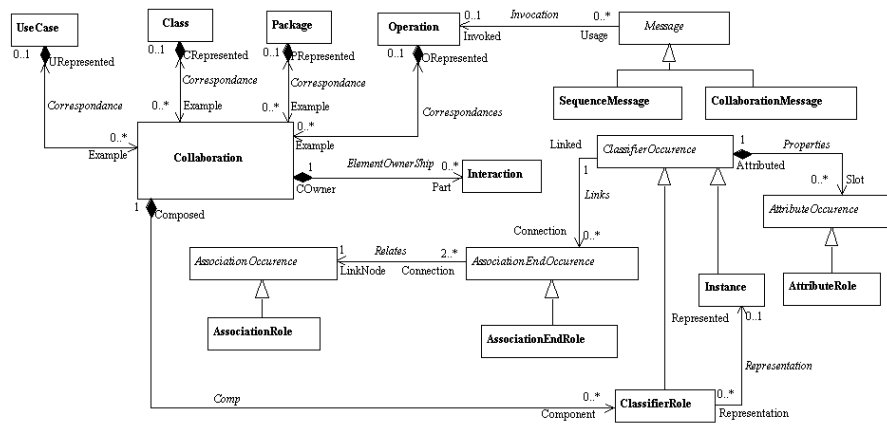 UseCase
Class
Package
Operation
Message
0..1
Invocation
0..*
Invoked
Usage
0..1
URepresented
0..1
CRepresented
0..1
PRepresented
0..1
ORepresented
Correspondance
Correspondance
Correspondance
Correspondances
SequenceMessage
CollaborationMessage
0..*
Example
0..*
Example
0..*
Example
0..*
Example
Collaboration
1
ElementOwnerShip
0..*
COwner
Part
Interaction
Linked
ClassifierOccurence
1
Properties
Attributed
0..*
Slot
1
Links
Connection
0..*
AttributeOccurence
Composed
1
AssociationOccurence
1
Relates
2..*
LinkNode
Connection
AssociationEndOccurence
Instance
AttributeRole
AssociationRole
AssociationEndRole
Represented
0..1
Representation
Comp
0..*
Component
ClassifierRole
0..*
Representation